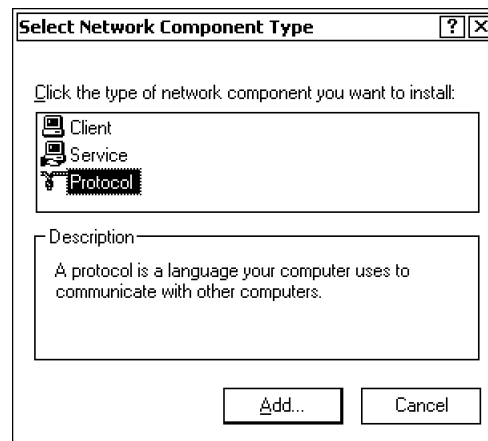 Select Network Component Type
?
X
Click the type of network component you want to install:
Client
Service
Protocol
Description
A protocol is a language your computer uses to
communicate with other computers.
Add...
Cancel